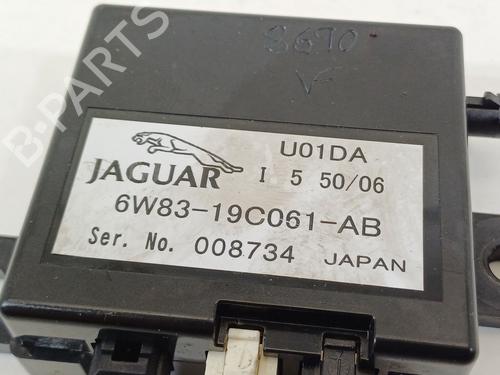 8690
B-PARTS
JAGUAR
U01DA
I 5 50/06
6W83-19C061-AB
Ser. No. 008734 JAPAN